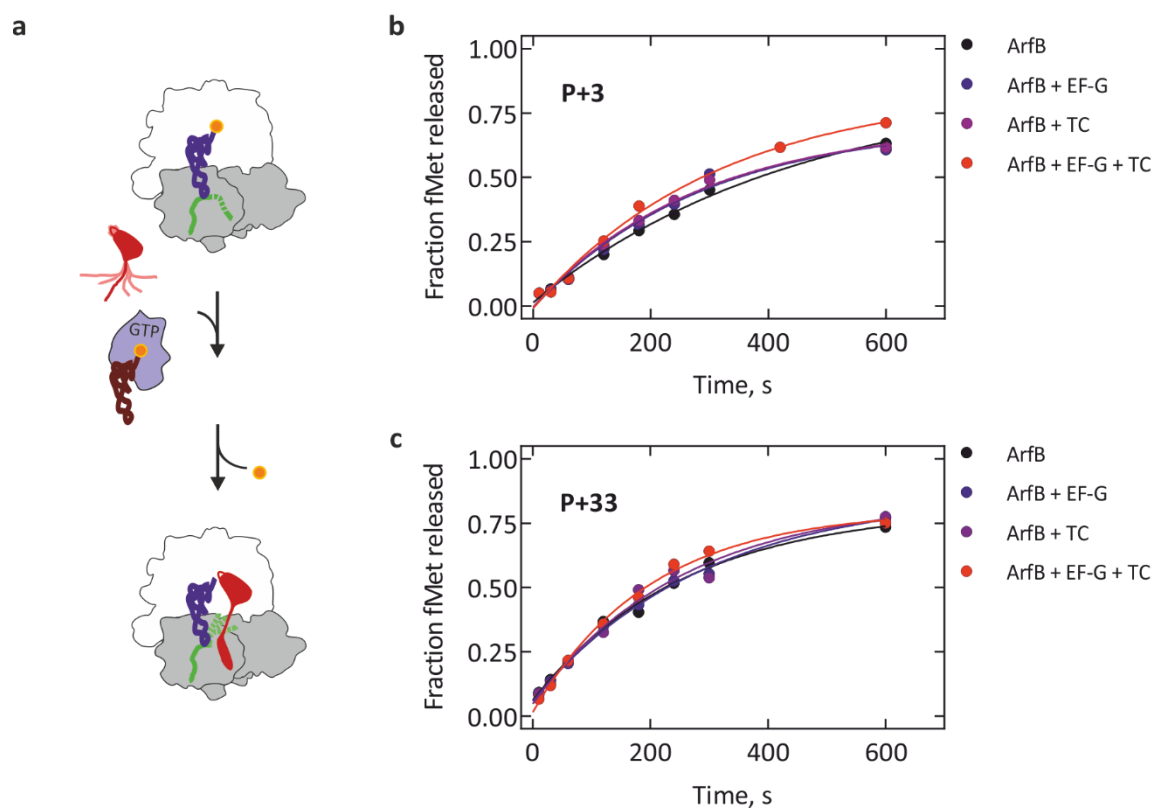 a
GTP
b
1.00
0.75
0.50
0.25
0.00
Fraction fMet released
P+3
0
200
400
600
Time, s
ArfB
ArfB + EF-G
ArfB + TC
ArfB + EF-G + TC
c
1.00
0.75
0.50
0.25
0.00
Fraction fMet released
P+33
0
200
400
600
Time, s
ArfB
ArfB + EF-G
ArfB + TC
ArfB + EF-G + TC